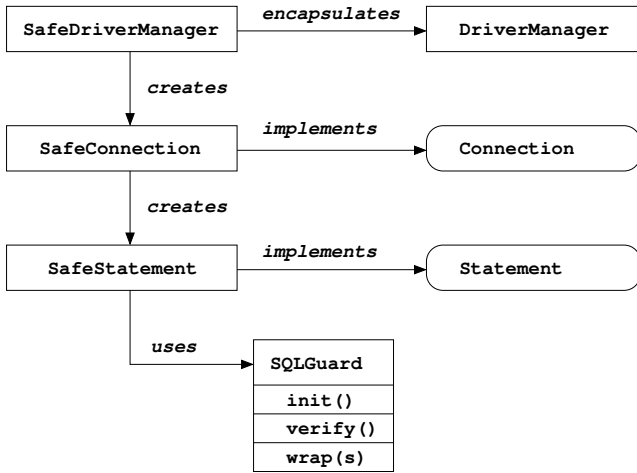 encapsulates
SafeDriverManager
DriverManager
creates
implements
SafeConnection
Connection
creates
implements
SafeStatement
Statement
uses
SQLGuard
init()
verify()
wrap(s)